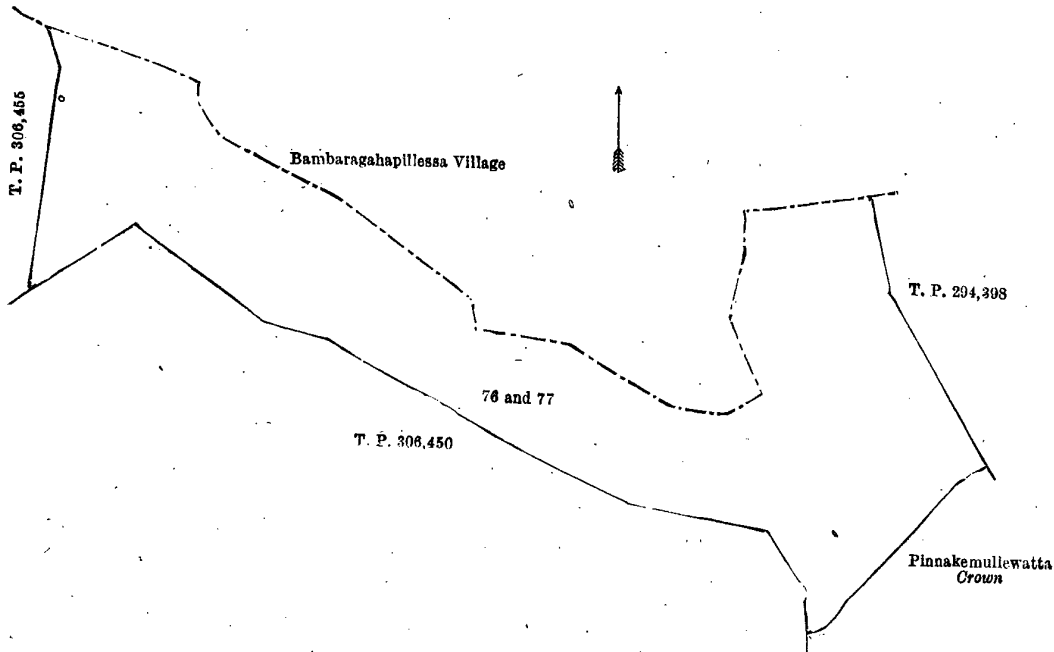 T. P. 306,455
Bambaragahapillessa Village
T. P. 294,398
76 and 77
T. P. 306,450
Pinnakemullewatta
Crown